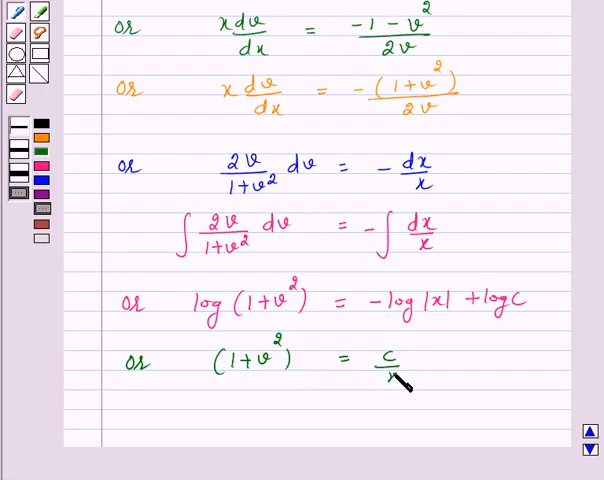 or x dv/dx = -1 - v²/2v
or x dv/dx = -(1+v²)/2v
or 2v/1+v² dv = - dx/x
∫ 2v/1+v² dv = - ∫ dx/x
or log (1+v²) = -log|x| + log C
or (1+v²) = c/